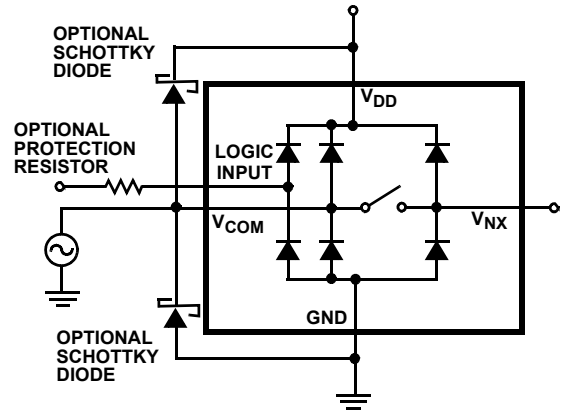 OPTIONAL
SCHOTTKY
DIODE
VDD
OPTIONAL
PROTECTION
RESISTOR
LOGIC
INPUT
VCOM
VNX
GND
OPTIONAL
SCHOTTKY
DIODE